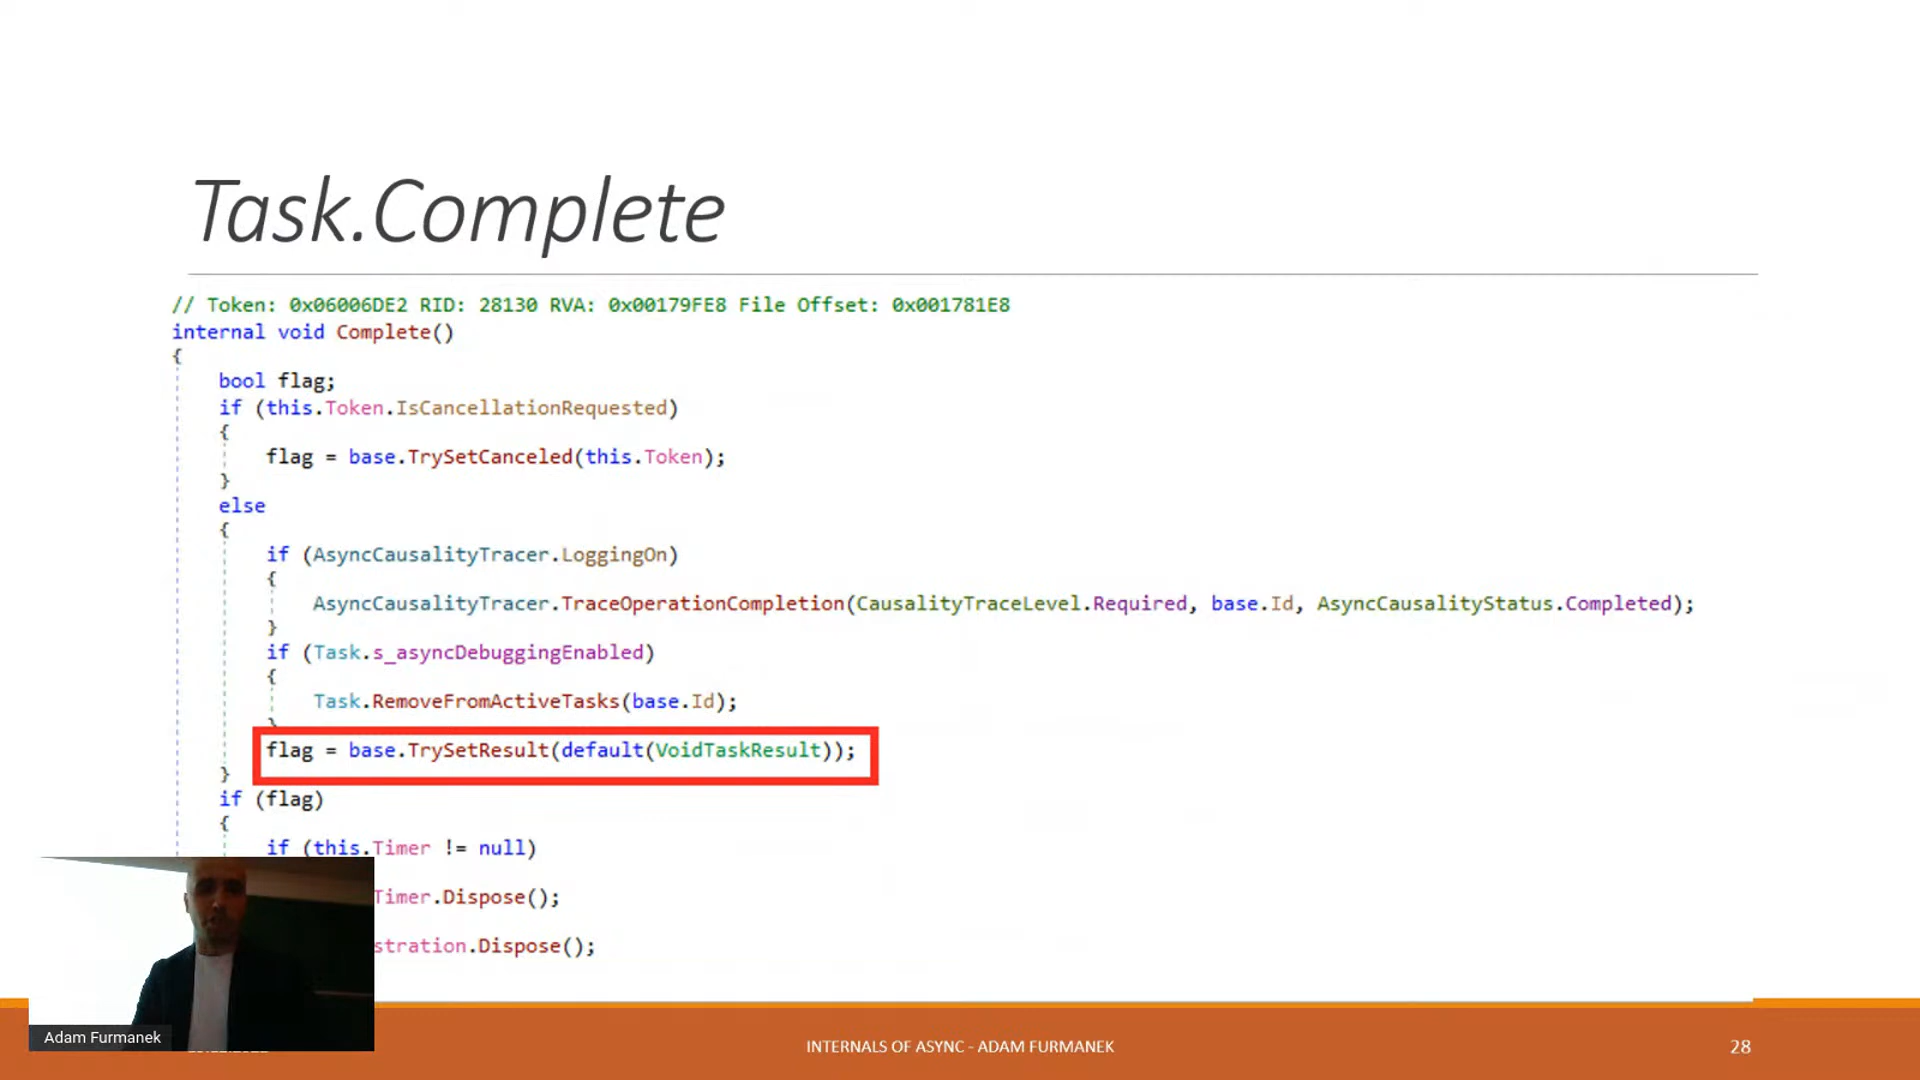 Task.Complete
// Token: 0x06006DE2 RID: 28130 RVA: 0x00179FE8 File Offset: 0x001781E8
internal void Complete()
{
bool flag;
if (this.Token.IsCancellationRequested)
{
flag = base.TrySetCanceled(this.Token);
}
else
{
if (AsyncCausalityTracer.LoggingOn)
{
AsyncCausalityTracer.TraceOperationCompletion(CausalityTraceLevel.Required, base.Id, AsyncCausalityStatus.Completed);
}
if (Task.s_asyncDebuggingEnabled)
{
Task.RemoveFromActiveTasks(base.Id);
}
flag = base.TrySetResult(default(VoidTaskResult));
}
if (flag)
{
if (this.Timer != null)
Timer.Dispose();
stration.Dispose();
Adam Furmanek
INTERNALS OF ASYNC - ADAM FURMANEK
28